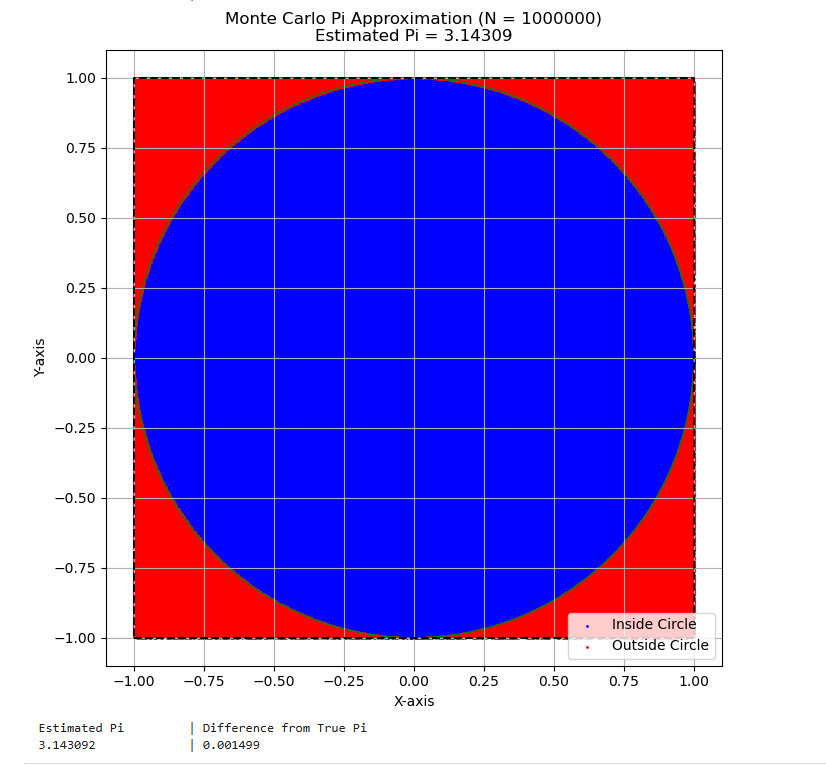 Monte Carlo Pi Approximation (N = 1000000)
Estimated Pi = 3.14309
1.00
0.75
0.50
0.25
0.00
−0.25
−0.50
−0.75
−1.00
Y-axis
Inside Circle
Outside Circle
−1.00 −0.75 −0.50 −0.25 0.00 0.25 0.50 0.75 1.00
X-axis
Estimated Pi | Difference from True Pi
3.143092 | 0.001499